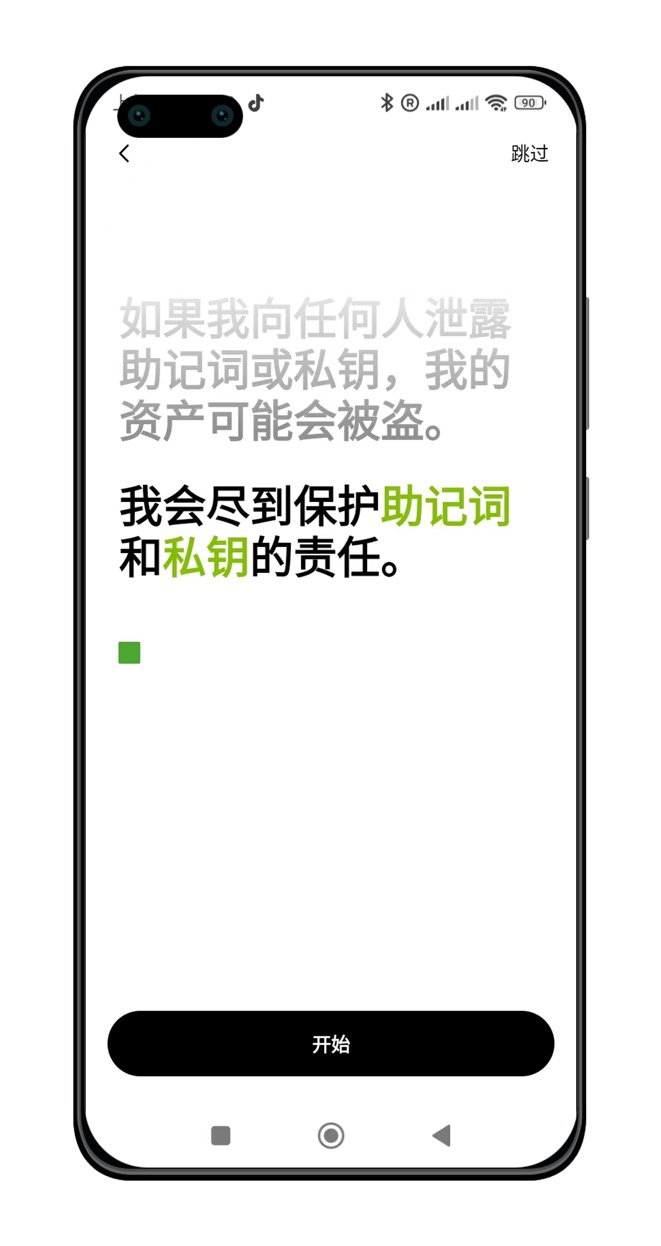 90
跳过
如果我向任何人泄露
助记词或私钥，我的
资产可能会被盗。
我会尽到保护助记词
和私钥的责任。
开始